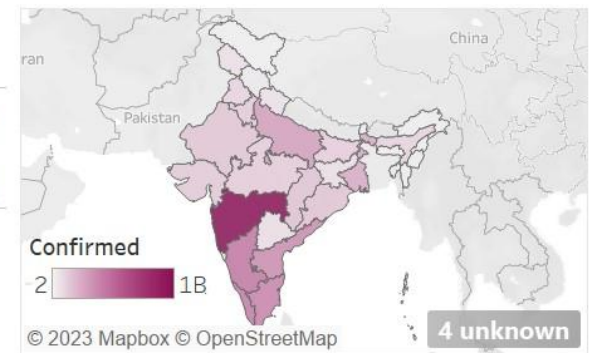 China
ran
Pakistan
Confirmed
2 1B
© 2023 Mapbox © OpenStreetMap
4 unknown